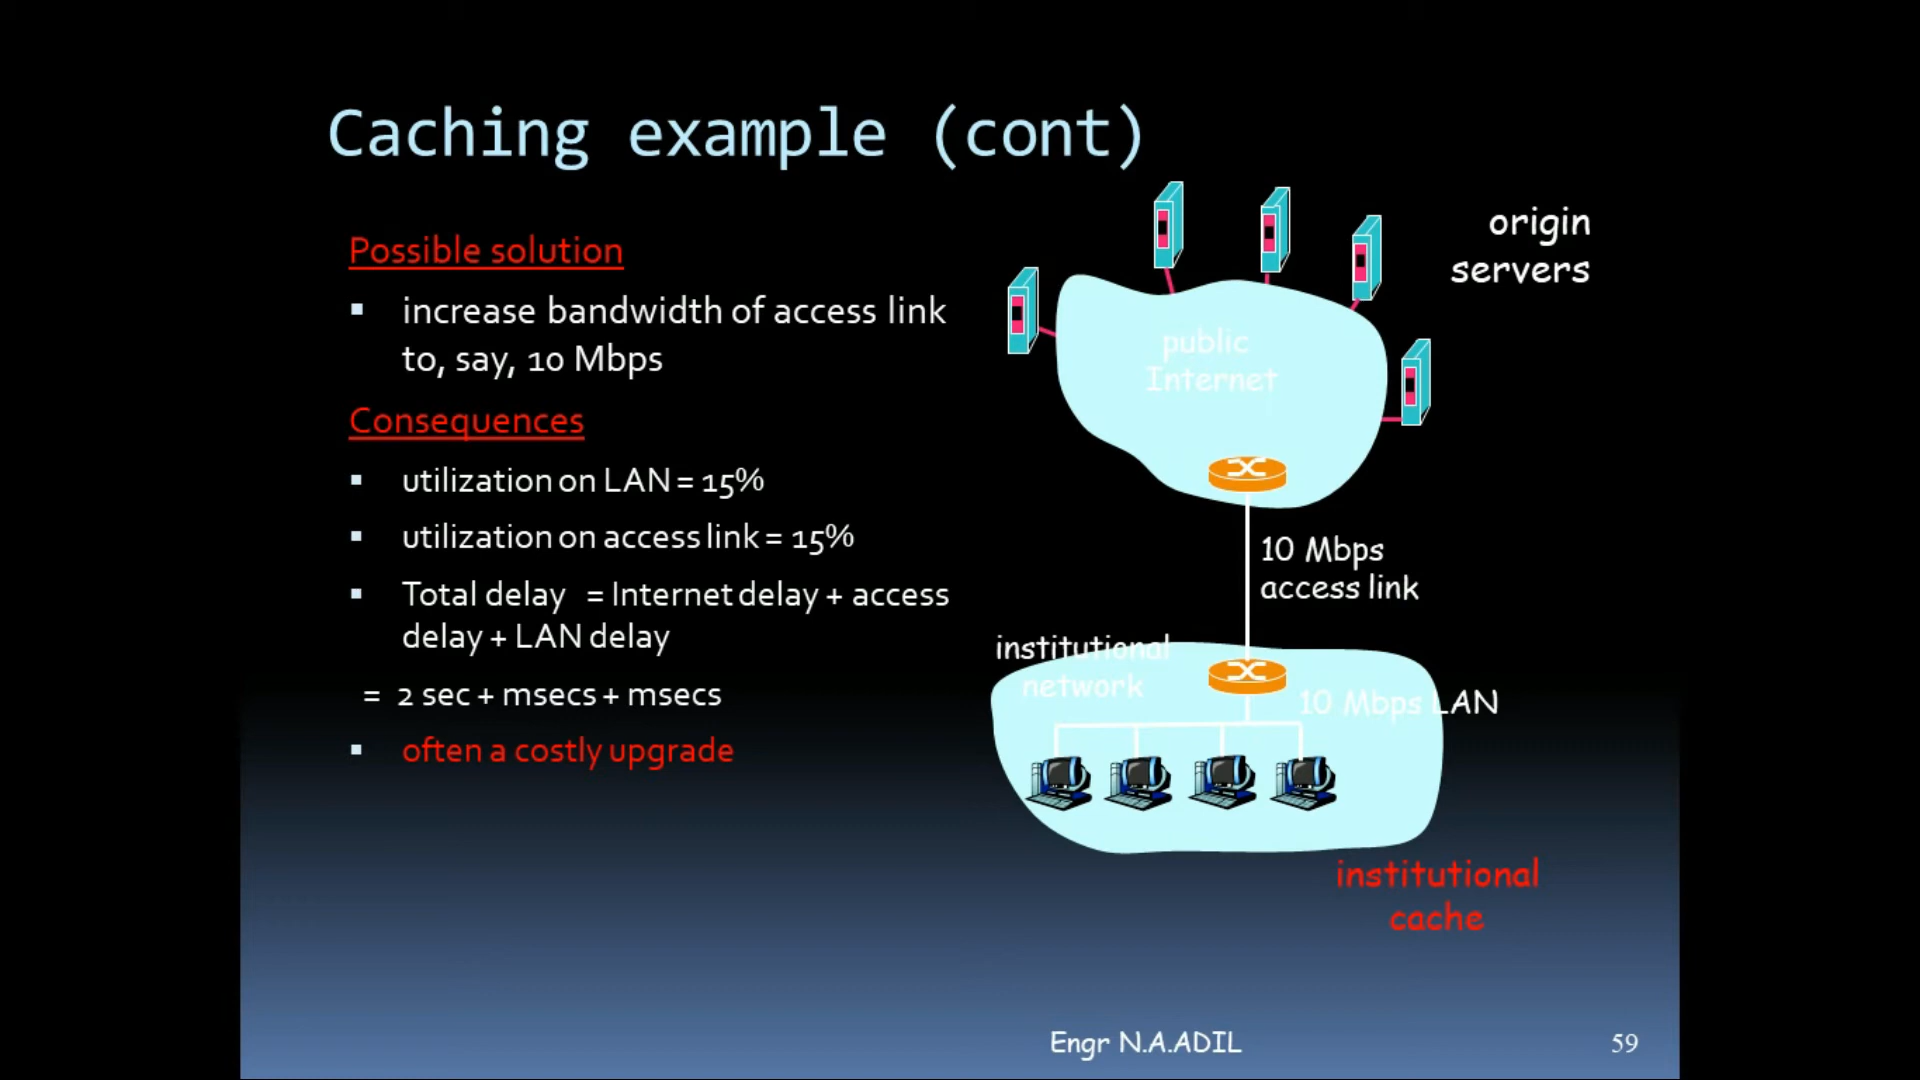 Caching example (cont)
Possible solution
▪ increase bandwidth of access link
to, say, 10 Mbps
Consequences
▪ utilization on LAN = 15%
▪ utilization on access link = 15%
▪ Total delay = Internet delay + access
delay + LAN delay
= 2 sec + msecs + msecs
▪ often a costly upgrade
origin
servers
public
Internet
10 Mbps
access link
institutional
network
10 Mbps LAN
institutional
cache
Engr N.A.ADIL
59